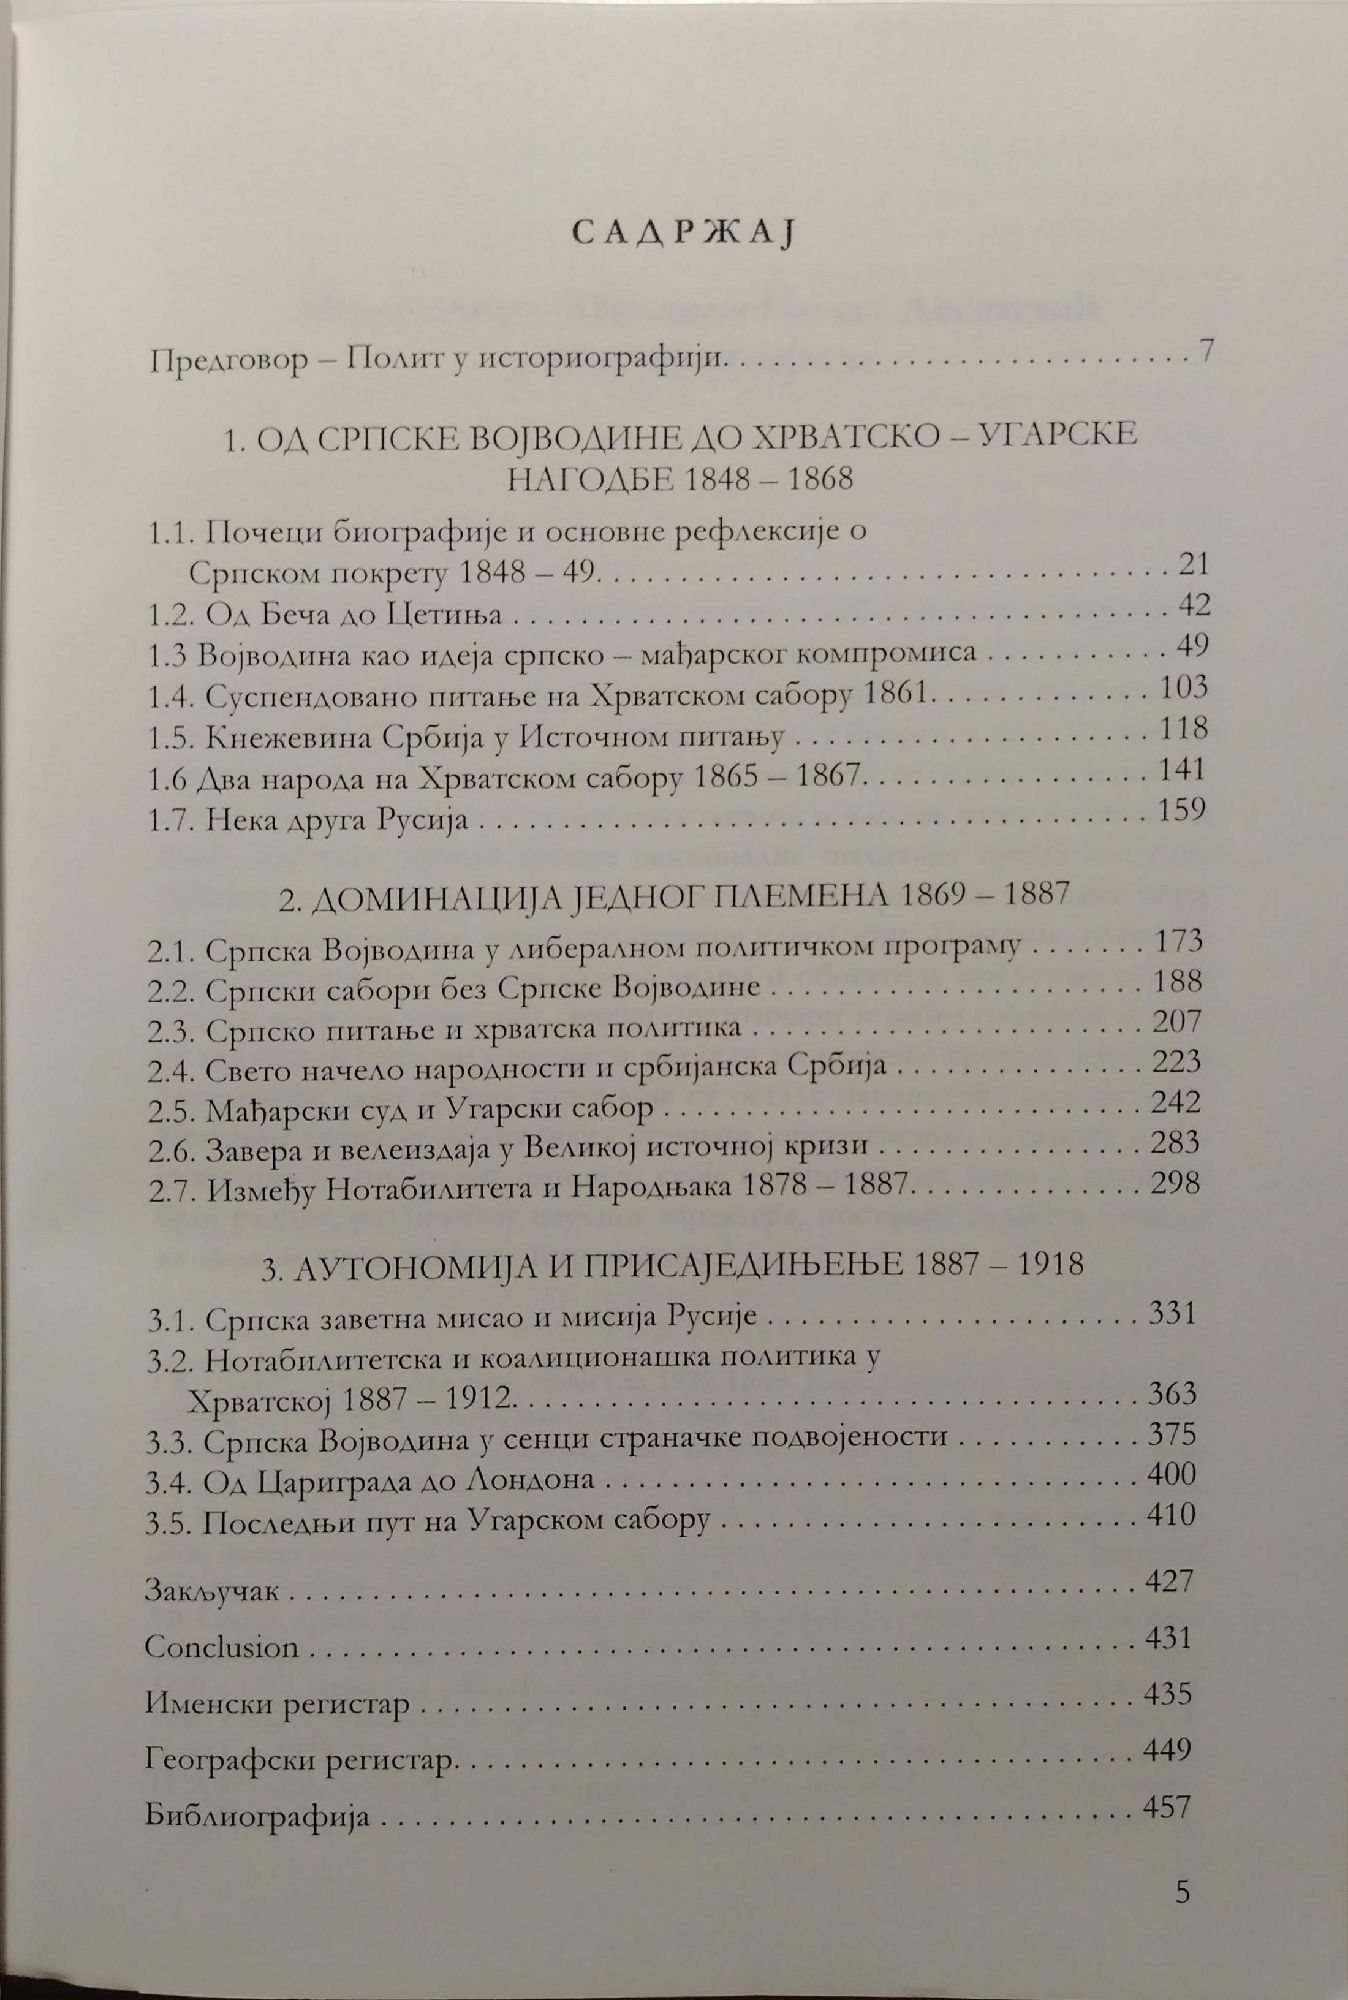 САДРЖАЈ
Предговор – Полит у историографији. . . . . . . . . . . . . . . . . . . . . . . . . . . . 7
1. ОД СРПСКЕ ВОЈВОДИНЕ ДО ХРВАТСКО – УГАРСКЕ
НАГОДБЕ 1848 – 1868
1.1. Почеци биографије и основне рефлексије о
Српском покрету 1848 – 49. . . . . . . . . . . . . . . . . . . . . . . . . . . . . . . . . . . 21
1.2. Од Беча до Цетиња . . . . . . . . . . . . . . . . . . . . . . . . . . . . . . . . . . . . . . . 42
1.3 Војводина као идеја српско – мађарског компромиса . . . . . . . . . . . 49
1.4. Суспендовано питање на Хрватском сабору 1861. . . . . . . . . . . . . . 103
1.5. Кнежевина Србија у Источном питању . . . . . . . . . . . . . . . . . . . . . . 118
1.6 Два народа на Хрватском сабору 1865 – 1867. . . . . . . . . . . . . . . . . . 141
1.7. Нека друга Русија . . . . . . . . . . . . . . . . . . . . . . . . . . . . . . . . . . . . . . . . 159
2. ДОМИНАЦИЈА ЈЕДНОГ ПЛЕМЕНА 1869 – 1887
2.1. Српска Војводина у либералном политичком програму . . . . . . . 173
2.2. Српски сабори без Српске Војводине . . . . . . . . . . . . . . . . . . . . . . . 188
2.3. Српско питање и хрватска политика . . . . . . . . . . . . . . . . . . . . . . . . 207
2.4. Свето начело народности и србијанска Србија . . . . . . . . . . . . . . . 223
2.5. Мађарски суд и Угарски сабор . . . . . . . . . . . . . . . . . . . . . . . . . . . . . 242
2.6. Завера и велеиздаја у Великој источној кризи . . . . . . . . . . . . . . . . 283
2.7. Између Нотабилитета и Народњака 1878 – 1887. . . . . . . . . . . . . . . 298
3. АУТОНОМИЈА И ПРИСАЈЕДИЊЕЊЕ 1887 – 1918
3.1. Српска заветна мисао и мисија Русије . . . . . . . . . . . . . . . . . . . . . . . 331
3.2. Нотабилитетска и коалиционашка политика у
Хрватској 1887 – 1912. . . . . . . . . . . . . . . . . . . . . . . . . . . . . . . . . . . . . . 363
3.3. Српска Војводина у сенци страначке подвојености . . . . . . . . . . . 375
3.4. Од Цариграда до Лондона . . . . . . . . . . . . . . . . . . . . . . . . . . . . . . . . 400
3.5. Последњи пут на Угарском сабору . . . . . . . . . . . . . . . . . . . . . . . . . 410
Закључак . . . . . . . . . . . . . . . . . . . . . . . . . . . . . . . . . . . . . . . . . . . . . . . . . . . 427
Conclusion . . . . . . . . . . . . . . . . . . . . . . . . . . . . . . . . . . . . . . . . . . . . . . . . . . 431
Именски регистар . . . . . . . . . . . . . . . . . . . . . . . . . . . . . . . . . . . . . . . . . . . 435
Географски регистар. . . . . . . . . . . . . . . . . . . . . . . . . . . . . . . . . . . . . . . . . 449
Библиографија . . . . . . . . . . . . . . . . . . . . . . . . . . . . . . . . . . . . . . . . . . . . . . 457
5